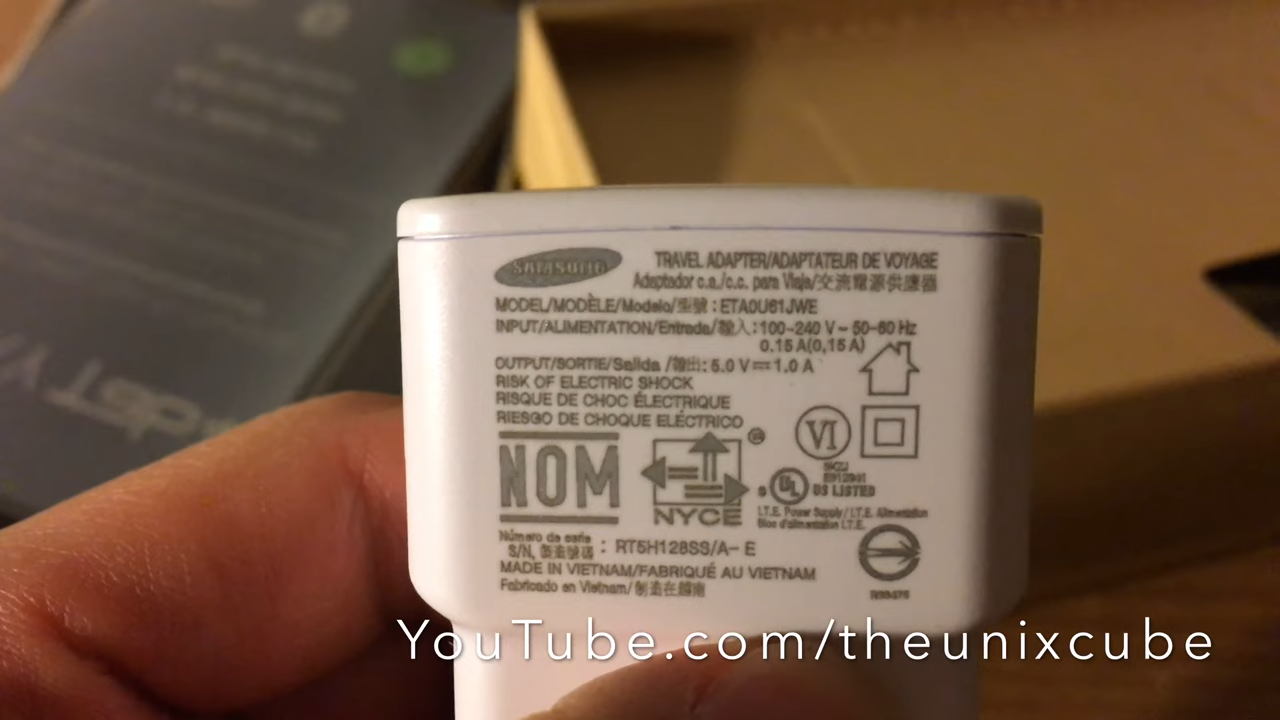 SAMSUNG
TRAVEL ADAPTER/ADAPTATEUR DE VOYAGE
Adaptador c.a./c.c. para Viaje/交流電源供應器
MODEL/MODÈLE/Modelo/型號 : ETA0U61JWE
INPUT/ALIMENTATION/Entrada/輸入:100-240 V ~ 50-60 Hz
0.15 A(0,15 A)
OUTPUT/SORTIE/Salida /輸出: 5.0 V⎓1.0 A
RISK OF ELECTRIC SHOCK
RISQUE DE CHOC ÉLECTRIQUE
RIESGO DE CHOQUE ELÉCTRICO
VI
NOM
NYCE
UL
US LISTED
I.T.E. Power Supply / I.T.E. Alimentation
Bloc d'alimentation I.T.E.
Número de serie
S/N, 製造號碼 : RT5H128SS/A- E
MADE IN VIETNAM/FABRIQUÉ AU VIETNAM
Fabricado en Vietnam/ 製造在越南
YouTube.com/theunixcube